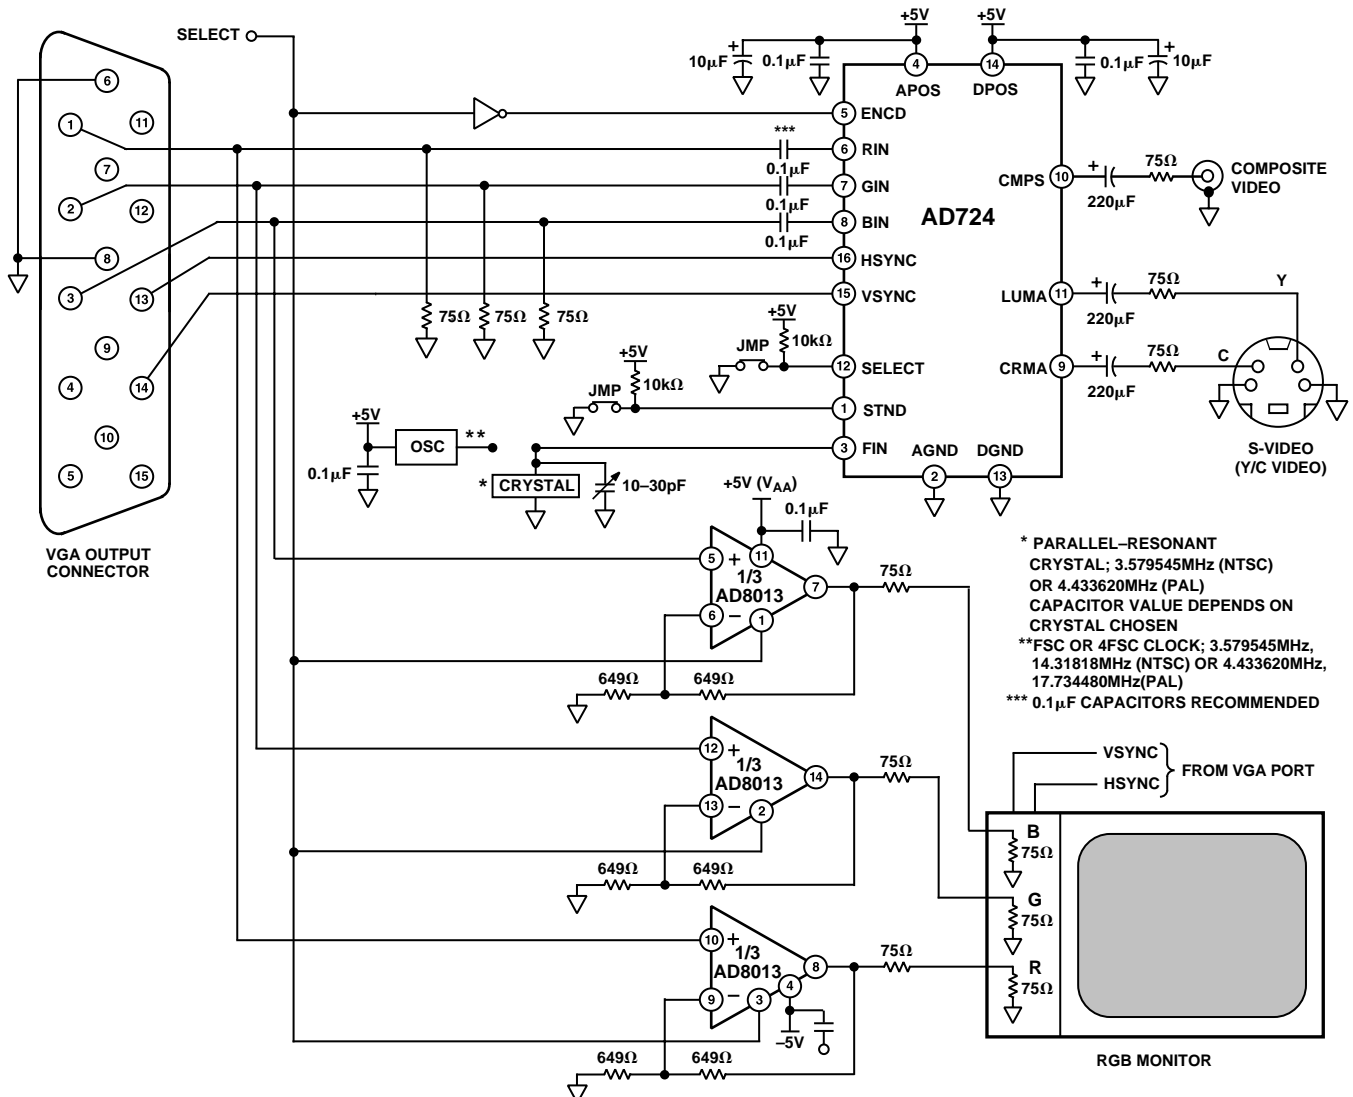 SELECT
+5V
+5V
10μF
0.1μF
0.1μF
10μF
+
+
4
14
APOS
DPOS
6
1
11
7
2
12
8
3
13
9
4
14
10
5
15
VGA OUTPUT
CONNECTOR
5
ENCD
***
6
RIN
0.1μF
7
GIN
0.1μF
8
BIN
0.1μF
16
HSYNC
15
VSYNC
AD724
75Ω
75Ω
75Ω
+5V
10kΩ
JMP
12
SELECT
+5V
10kΩ
JMP
1
STND
3
FIN
+5V
OSC
**
0.1μF
*
CRYSTAL
10–30pF
AGND
DGND
2
13
CMPS
10
+
220μF
75Ω
COMPOSITE
VIDEO
LUMA
11
+
220μF
75Ω
Y
CRMA
9
+
220μF
75Ω
C
S-VIDEO
(Y/C VIDEO)
+5V (VAA)
0.1μF
5
+
11
1/3
AD8013
7
6
–
1
75Ω
649Ω
649Ω
12
+
1/3
AD8013
14
13
–
2
75Ω
649Ω
649Ω
10
+
1/3
AD8013
8
4
9
–
3
75Ω
–5V
649Ω
649Ω
* PARALLEL–RESONANT
CRYSTAL; 3.579545MHz (NTSC)
OR 4.433620MHz (PAL)
CAPACITOR VALUE DEPENDS ON
CRYSTAL CHOSEN
**FSC OR 4FSC CLOCK; 3.579545MHz,
14.31818MHz (NTSC) OR 4.433620MHz,
17.734480MHz(PAL)
*** 0.1μF CAPACITORS RECOMMENDED
VSYNC
HSYNC
FROM VGA PORT
B
75Ω
G
75Ω
R
75Ω
RGB MONITOR